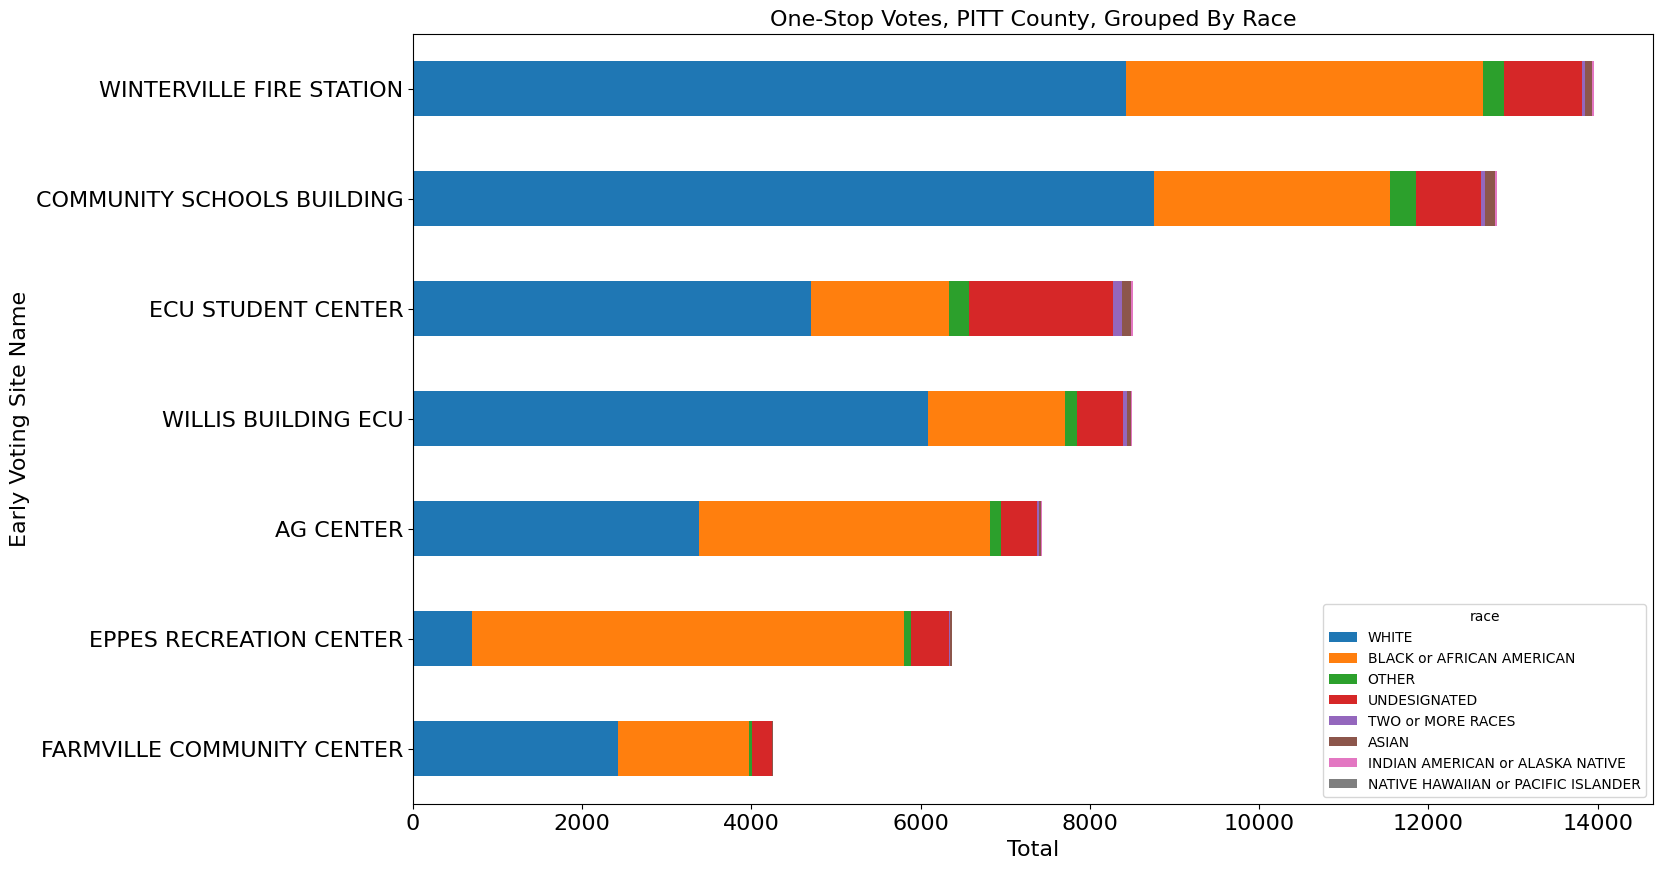 One-Stop Votes, PITT County, Grouped By Race
Early Voting Site Name
WINTERVILLE FIRE STATION
COMMUNITY SCHOOLS BUILDING
ECU STUDENT CENTER
WILLIS BUILDING ECU
AG CENTER
EPPES RECREATION CENTER
FARMVILLE COMMUNITY CENTER
race
WHITE
BLACK or AFRICAN AMERICAN
OTHER
UNDESIGNATED
TWO or MORE RACES
ASIAN
INDIAN AMERICAN or ALASKA NATIVE
NATIVE HAWAIIAN or PACIFIC ISLANDER
0 2000 4000 6000 8000 10000 12000 14000
Total